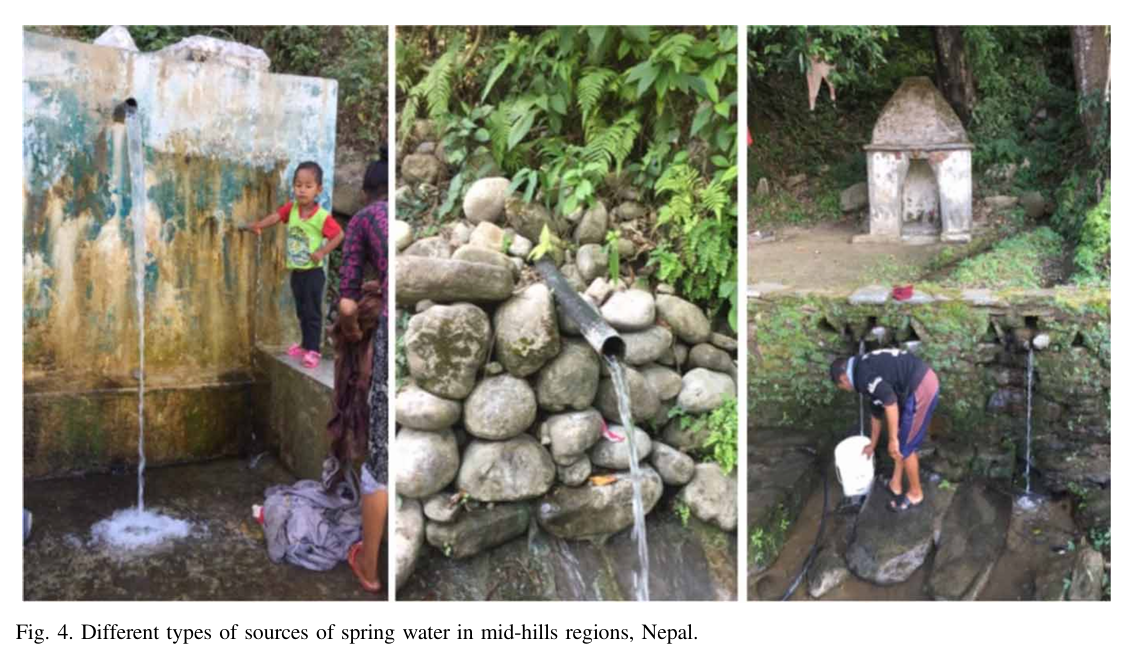 Fig. 4. Different types of sources of spring water in mid-hills regions, Nepal.